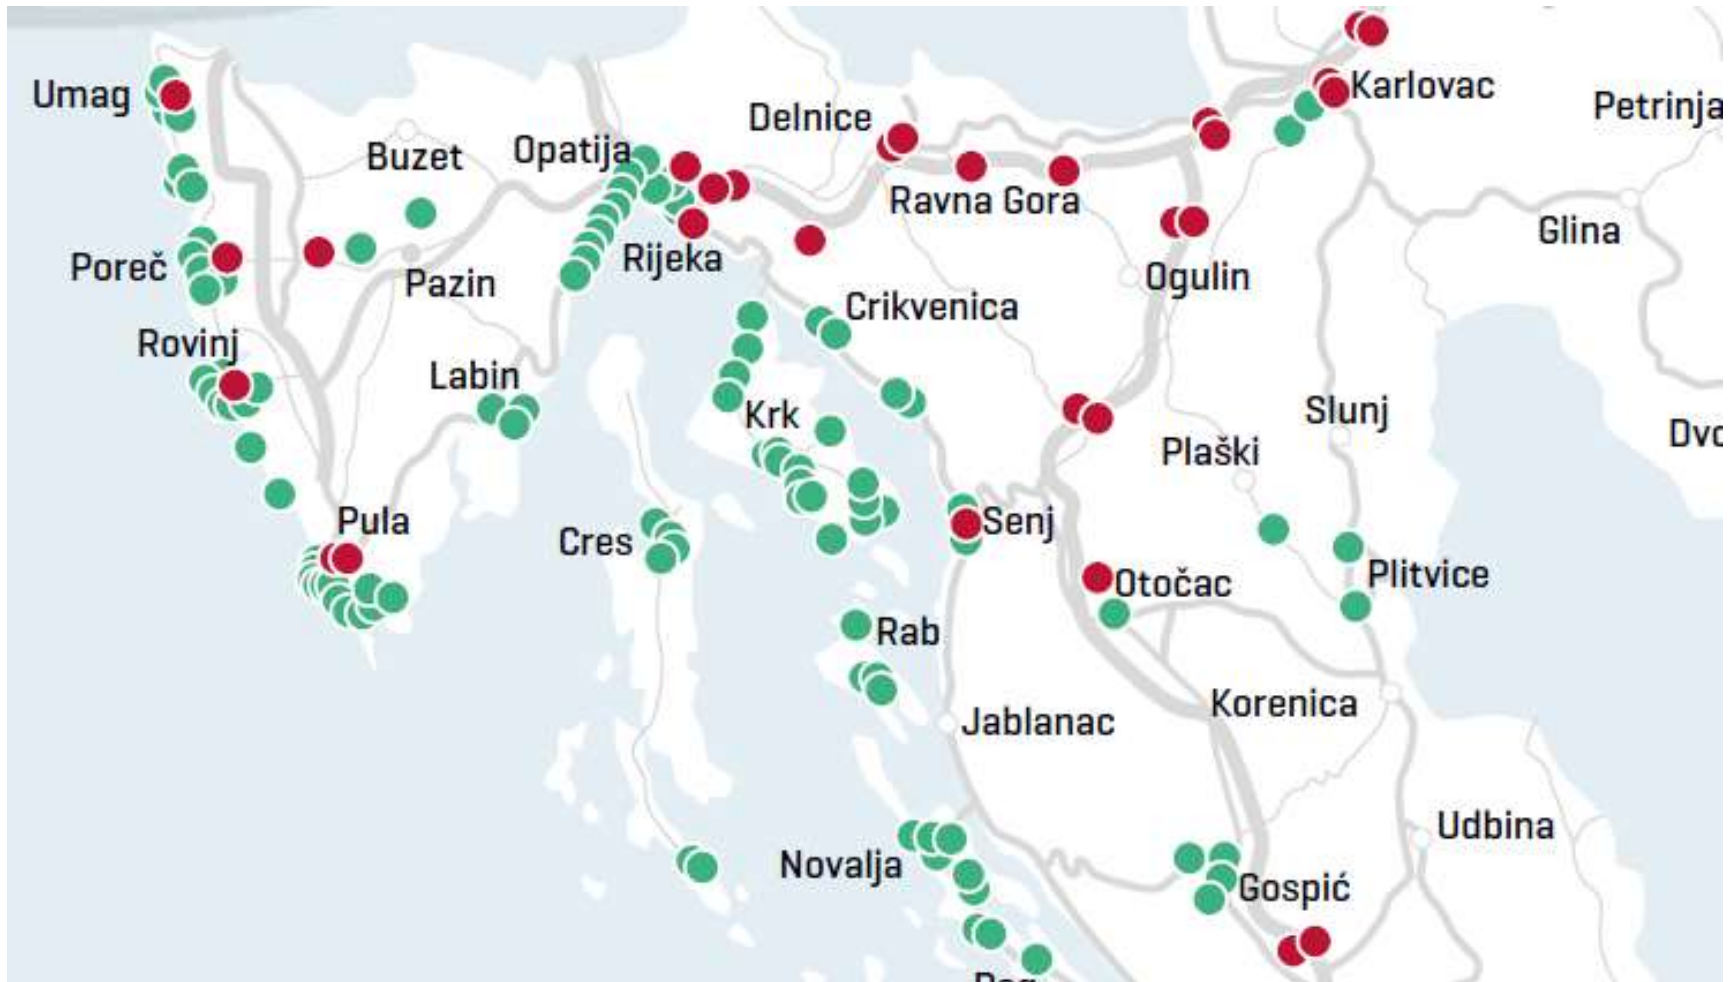 Umag
Karlovac
Petrinja
Delnice
Opatija
Buzet
Ravna Gora
Glina
Rijeka
Poreč
Pazin
Ogulin
Crikvenica
Rovinj
Labin
Krk
Slunj
Plaški
Pula
Senj
Cres
Plitvice
Otočac
Rab
Korenica
Jablanac
Udbina
Novalja
Gospić